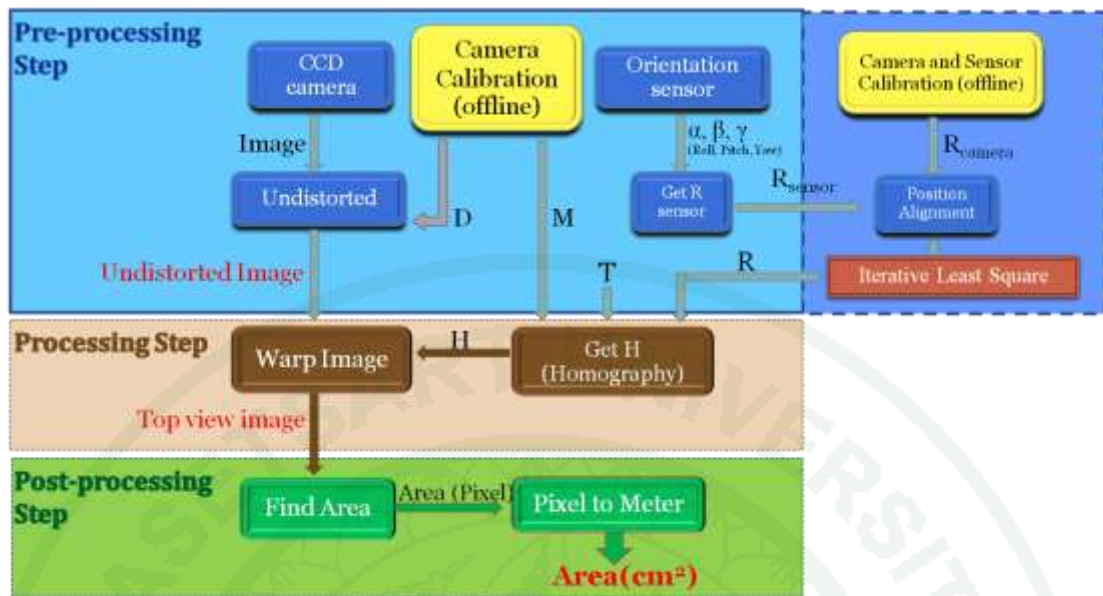 Pre-processing
Step
CCD
camera
Camera
Calibration
(offline)
Orientation
sensor
Camera and Sensor
Calibration (offline)
Image
α, β, γ
(Roll, Pitch, Yaw)
R camera
Undistorted
D
M
Get R
sensor
R sensor
Position
Alignment
Undistorted Image
T
R
Iterative Least Square
Processing Step
Warp Image
H
Get H
(Homography)
Top view image
Post-processing
Step
Find Area
Area (Pixel)
Pixel to Meter
Area(cm²)